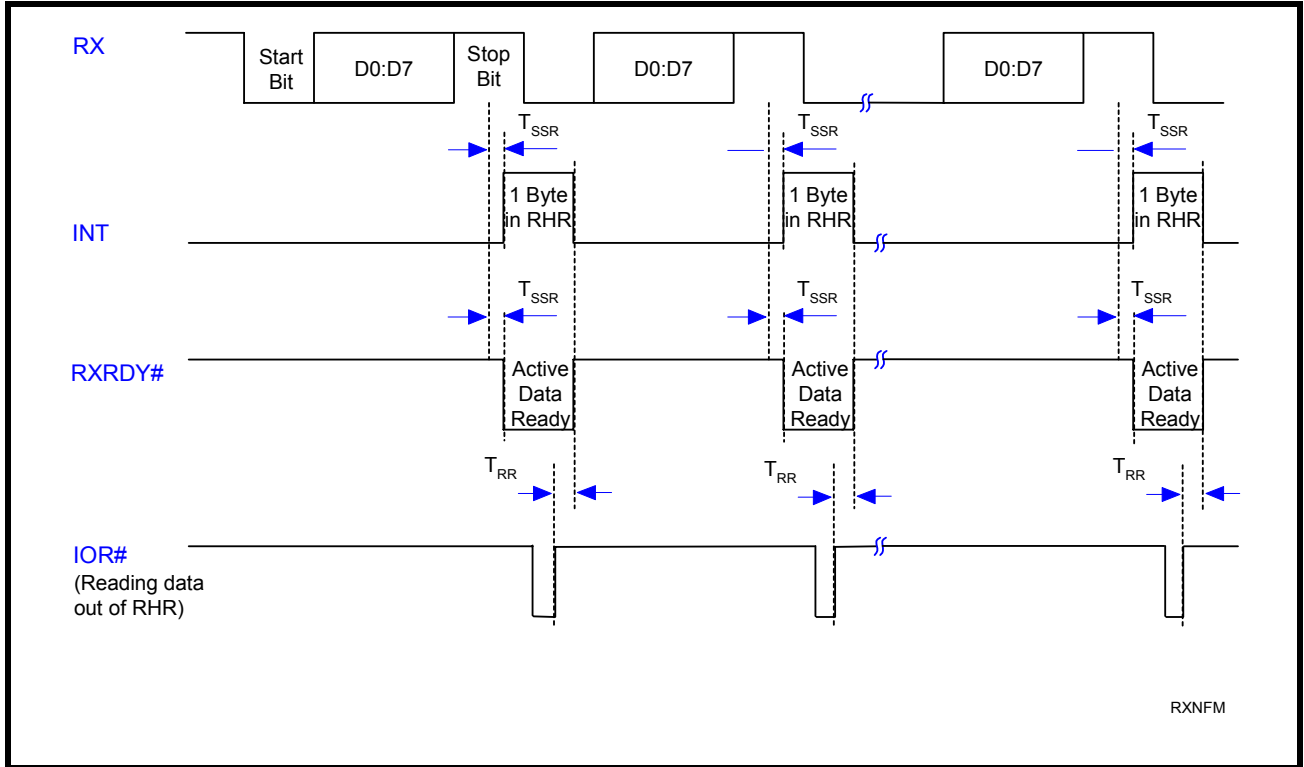 RX
Start
Bit
D0:D7
Stop
Bit
D0:D7
D0:D7
TSSR
TSSR
TSSR
INT
1 Byte
in RHR
1 Byte
in RHR
1 Byte
in RHR
TSSR
TSSR
TSSR
RXRDY#
Active
Data
Ready
Active
Data
Ready
Active
Data
Ready
TRR
TRR
TRR
IOR#
(Reading data
out of RHR)
RXNFM